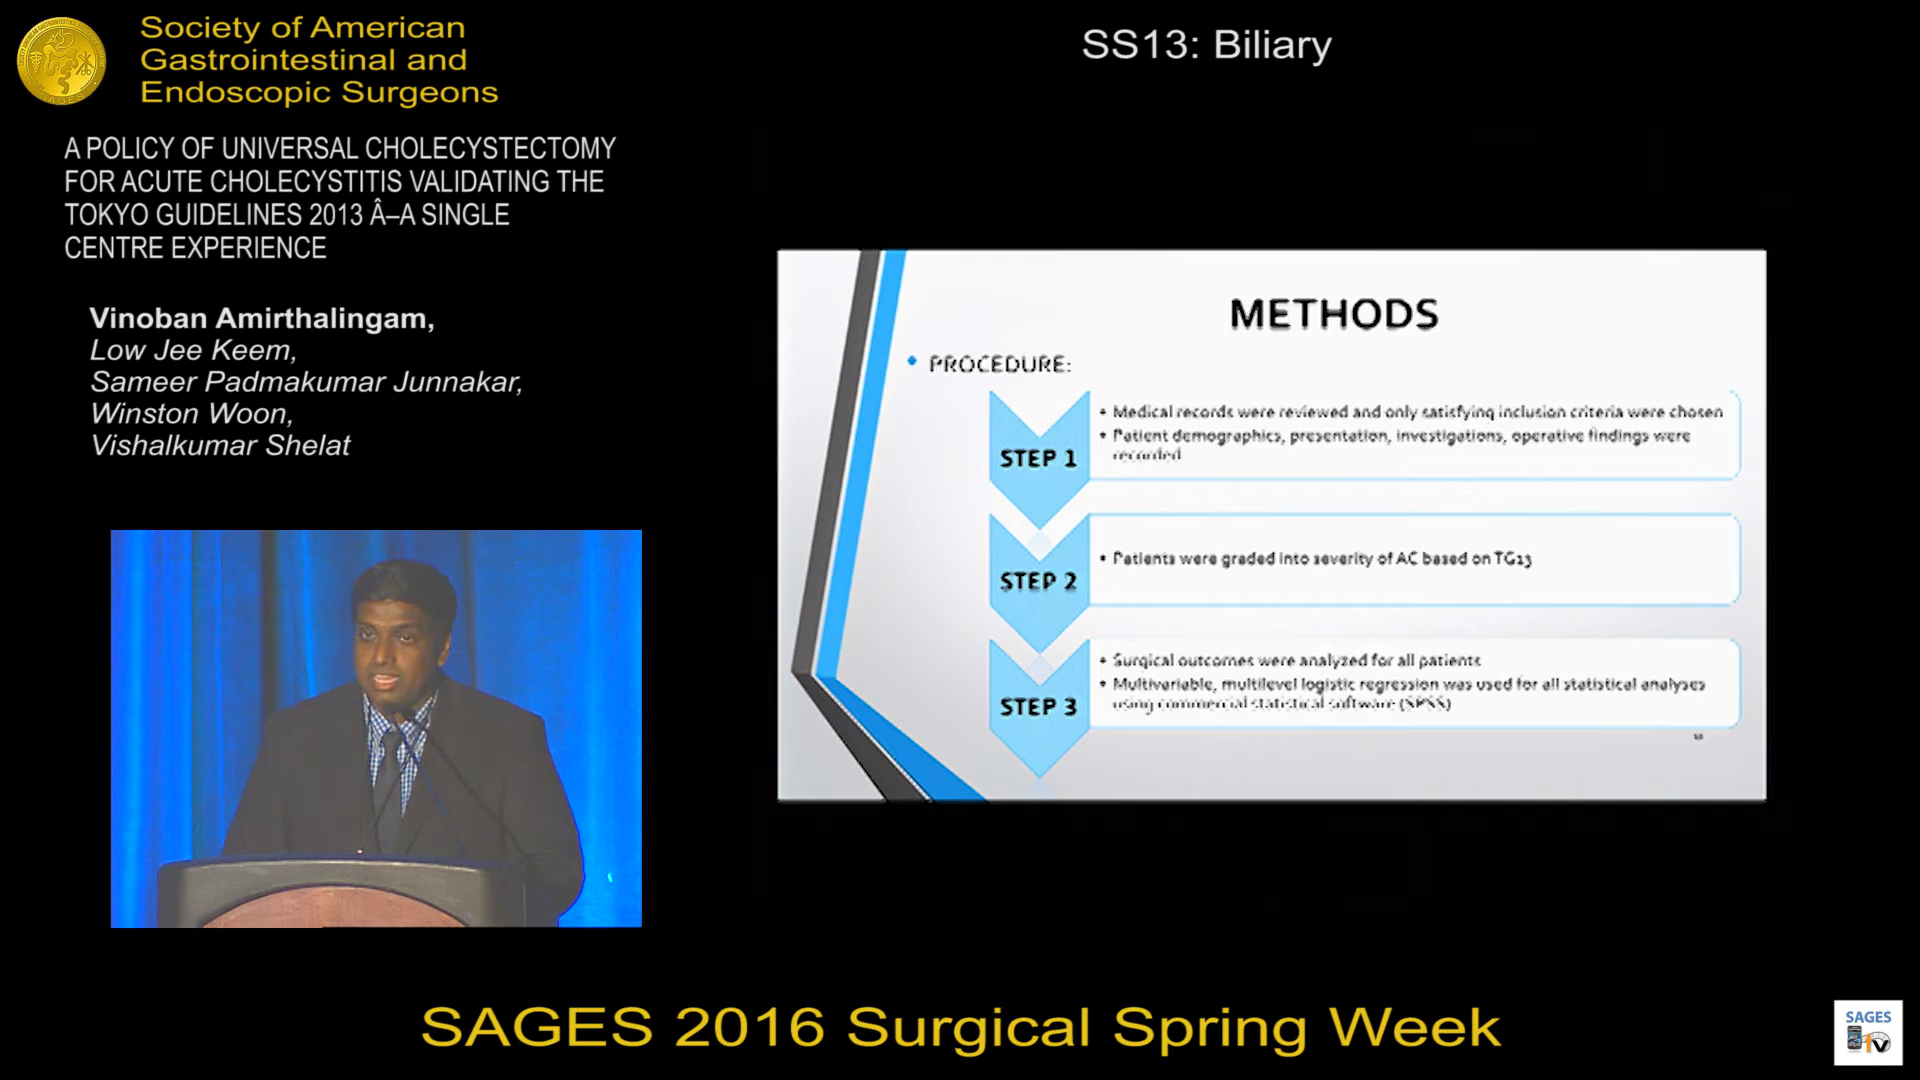 Society of American
Gastrointestinal and
Endoscopic Surgeons
SAGES
SS13: Biliary
A POLICY OF UNIVERSAL CHOLECYSTECTOMY
FOR ACUTE CHOLECYSTITIS VALIDATING THE
TOKYO GUIDELINES 2013 Â–A SINGLE
CENTRE EXPERIENCE
Vinoban Amirthalingam,
Low Jee Keem,
Sameer Padmakumar Junnakar,
Winston Woon,
Vishalkumar Shelat
METHODS
• PROCEDURE:
STEP 1
• Medical records were reviewed and only satisfying inclusion criteria were chosen
• Patient demographics, presentation, investigations, operative findings were
recorded
STEP 2
• Patients were graded into severity of AC based on TG13
STEP 3
• Surgical outcomes were analyzed for all patients
• Multivariable, multilevel logistic regression was used for all statistical analyses
using commercial statistical software (SPSS)
SAGES 2016 Surgical Spring Week
SAGES
TV